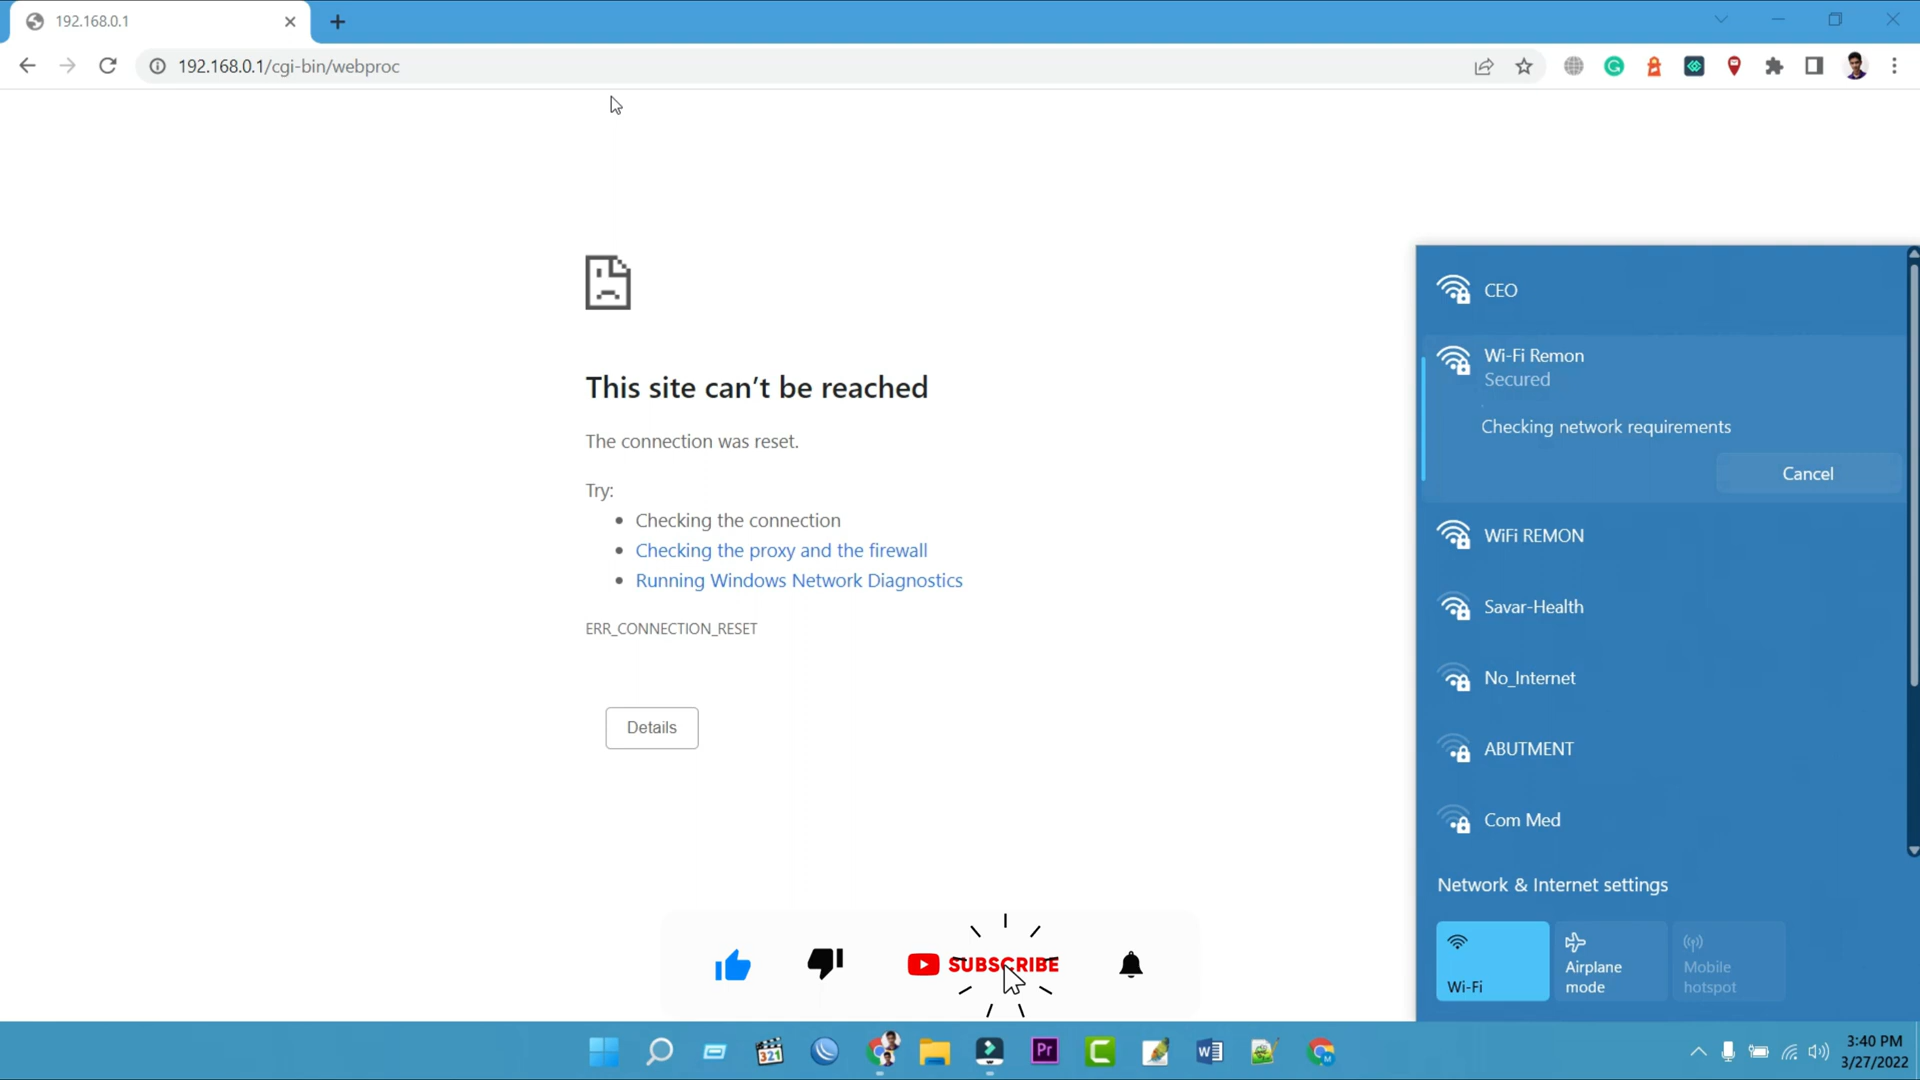 192.168.0.1
192.168.0.1/cgi-bin/webproc
This site can’t be reached
The connection was reset.
Try:
Checking the connection
Checking the proxy and the firewall
Running Windows Network Diagnostics
ERR_CONNECTION_RESET
Details
CEO
Wi-Fi Remon
Secured
Checking network requirements
Cancel
WiFi REMON
Savar-Health
No_Internet
ABUTMENT
Com Med
Network & Internet settings
Wi-Fi
Airplane
mode
Mobile
hotspot
SUBSCRIBE
321
Pr
C
W
M
3:40 PM
3/27/2022